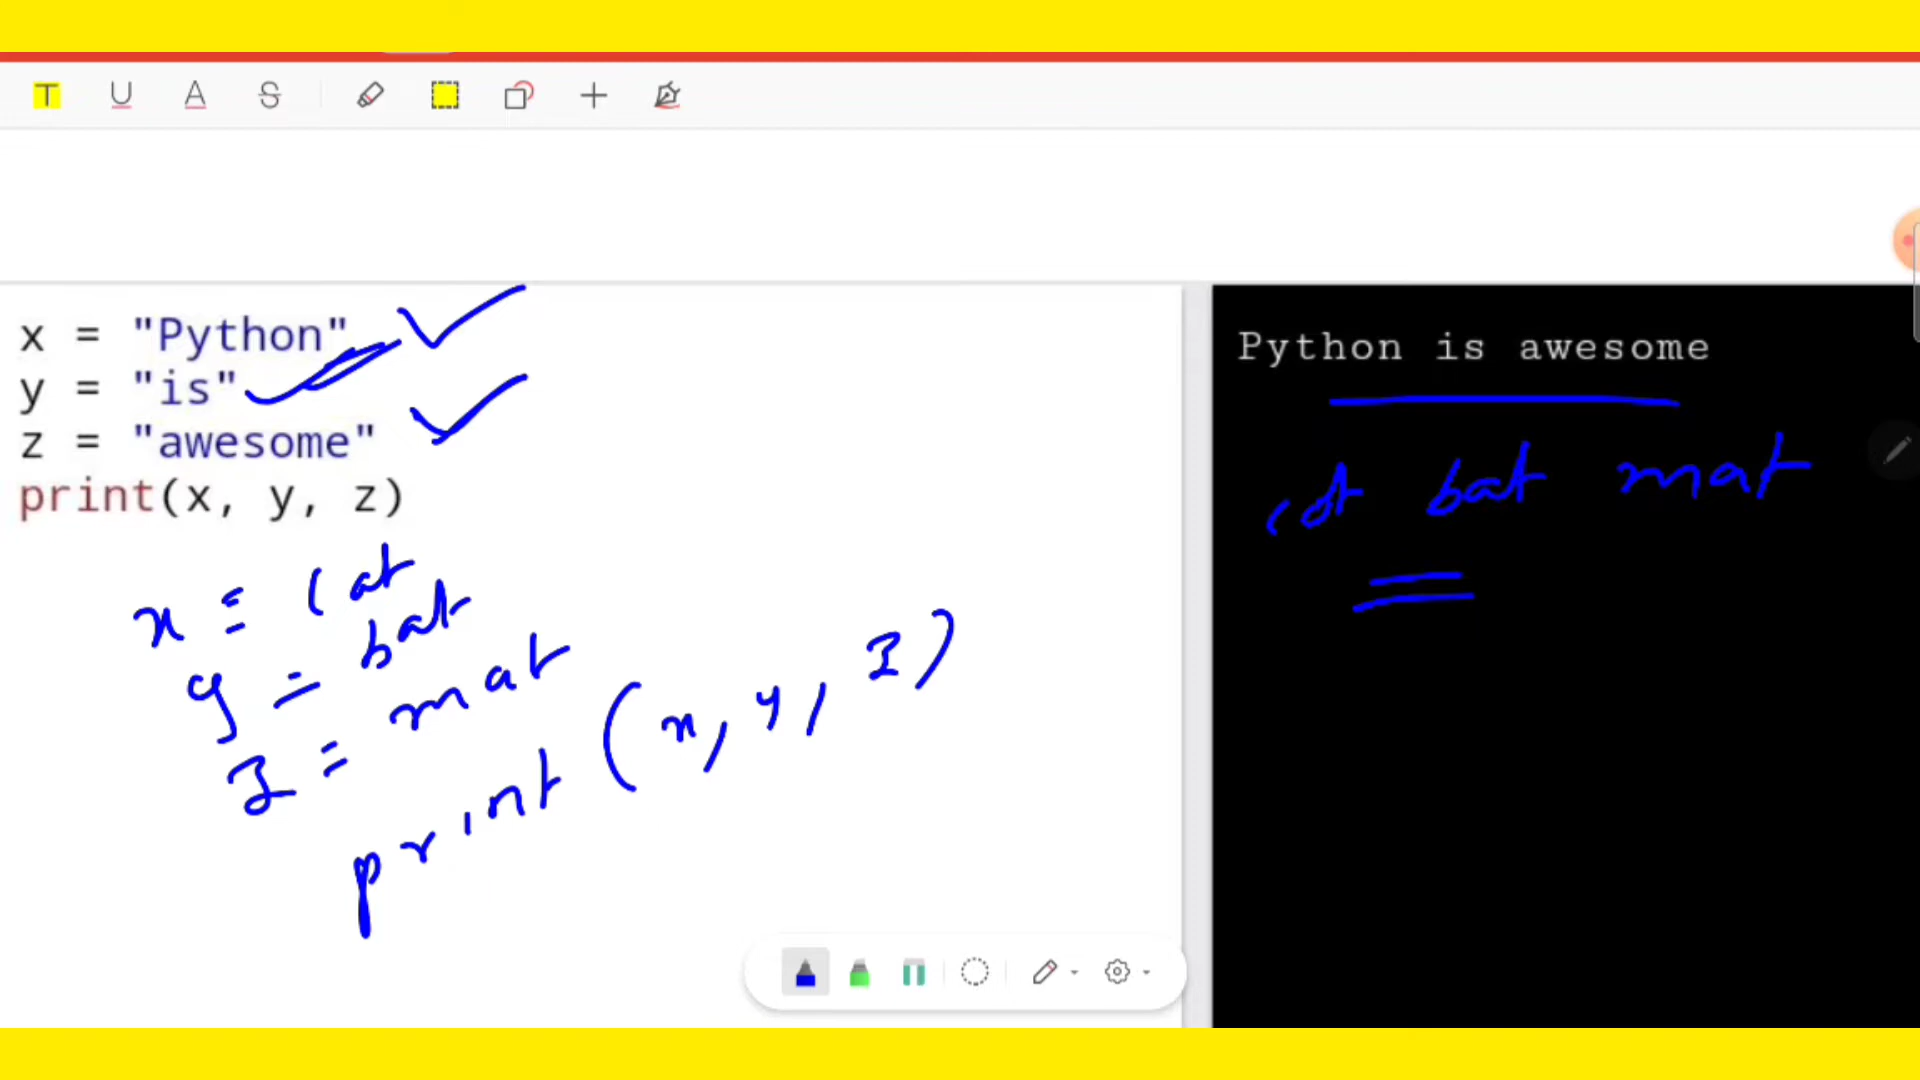 x = "Python"
y = "is"
z = "awesome"
print(x, y, z)
x = cat
y = bat
z = mat
print (x, y, z)
Python is awesome
cat bat mat